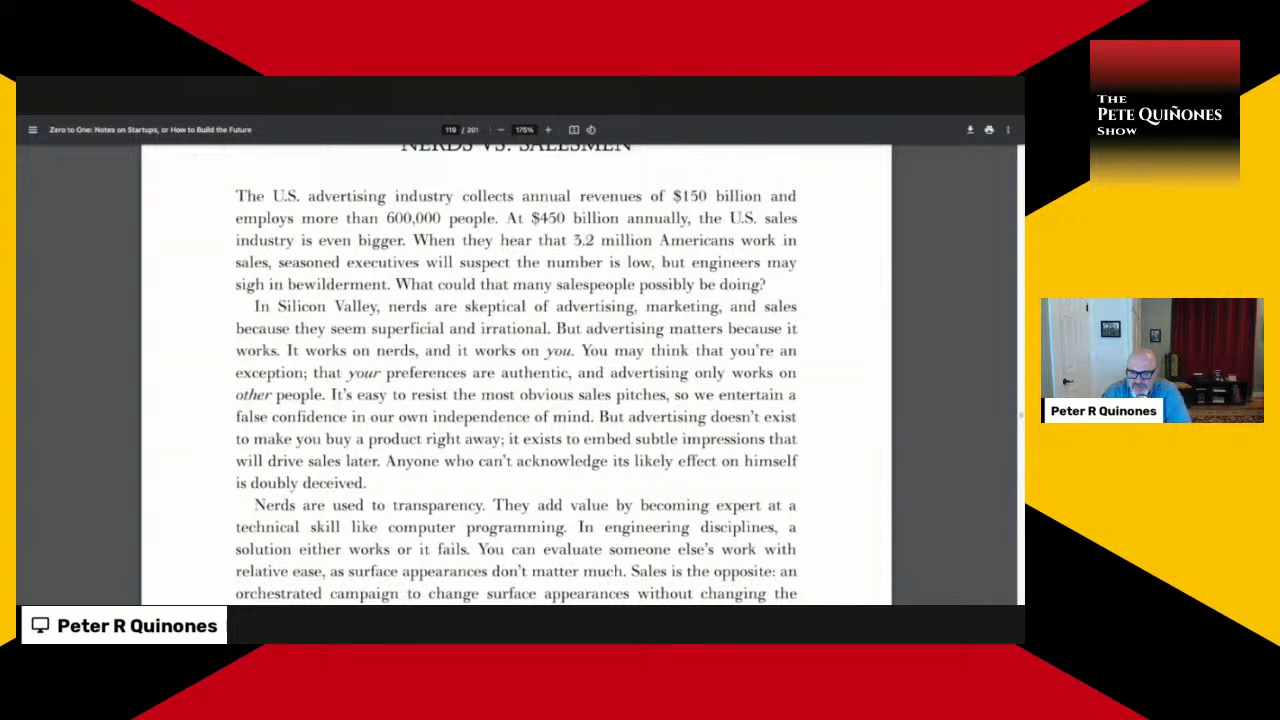 Zero to One: Notes on Startups, or How to Build the Future
119 / 201
175%
NERDS VS. SALESMEN
The U.S. advertising industry collects annual revenues of $150 billion and
employs more than 600,000 people. At $450 billion annually, the U.S. sales
industry is even bigger. When they hear that 3.2 million Americans work in
sales, seasoned executives will suspect the number is low, but engineers may
sigh in bewilderment. What could that many salespeople possibly be doing?
In Silicon Valley, nerds are skeptical of advertising, marketing, and sales
because they seem superficial and irrational. But advertising matters because it
works. It works on nerds, and it works on you. You may think that you're an
exception; that your preferences are authentic, and advertising only works on
other people. It's easy to resist the most obvious sales pitches, so we entertain a
false confidence in our own independence of mind. But advertising doesn't exist
to make you buy a product right away; it exists to embed subtle impressions that
will drive sales later. Anyone who can't acknowledge its likely effect on himself
is doubly deceived.
Nerds are used to transparency. They add value by becoming expert at a
technical skill like computer programming. In engineering disciplines, a
solution either works or it fails. You can evaluate someone else's work with
relative ease, as surface appearances don't matter much. Sales is the opposite: an
orchestrated campaign to change surface appearances without changing the
Peter R Quinones
THE
PETE QUIÑONES
SHOW
Peter R Quinones